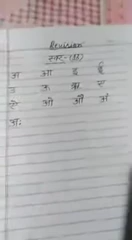 Revision
स्वर-(11)
अ आ इ ई
उ ऊ ऋ ए
ऐ ओ औ अं
अः